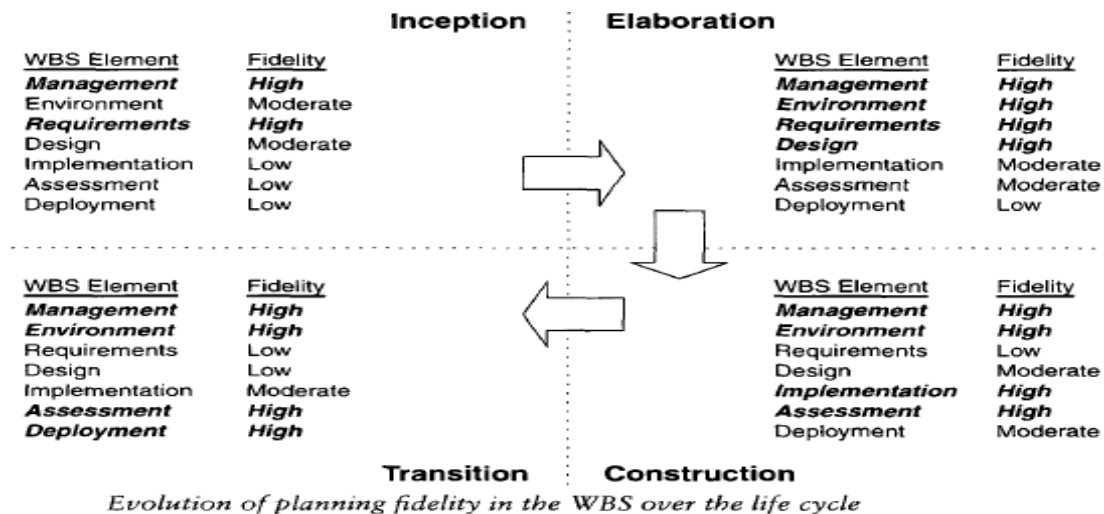 Inception Elaboration
WBS Element Fidelity
Management High
Environment Moderate
Requirements High
Design Moderate
Implementation Low
Assessment Low
Deployment Low
WBS Element Fidelity
Management High
Environment High
Requirements High
Design High
Implementation Moderate
Assessment Moderate
Deployment Low
WBS Element Fidelity
Management High
Environment High
Requirements Low
Design Low
Implementation Moderate
Assessment High
Deployment High
WBS Element Fidelity
Management High
Environment High
Requirements Low
Design Moderate
Implementation High
Assessment High
Deployment Moderate
Transition Construction
Evolution of planning fidelity in the WBS over the life cycle